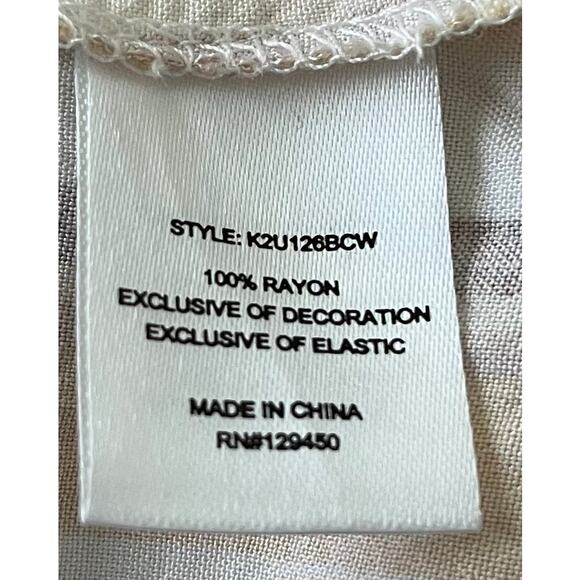 STYLE: K2U126BCW
100% RAYON
EXCLUSIVE OF DECORATION
EXCLUSIVE OF ELASTIC
MADE IN CHINA
RN#129450